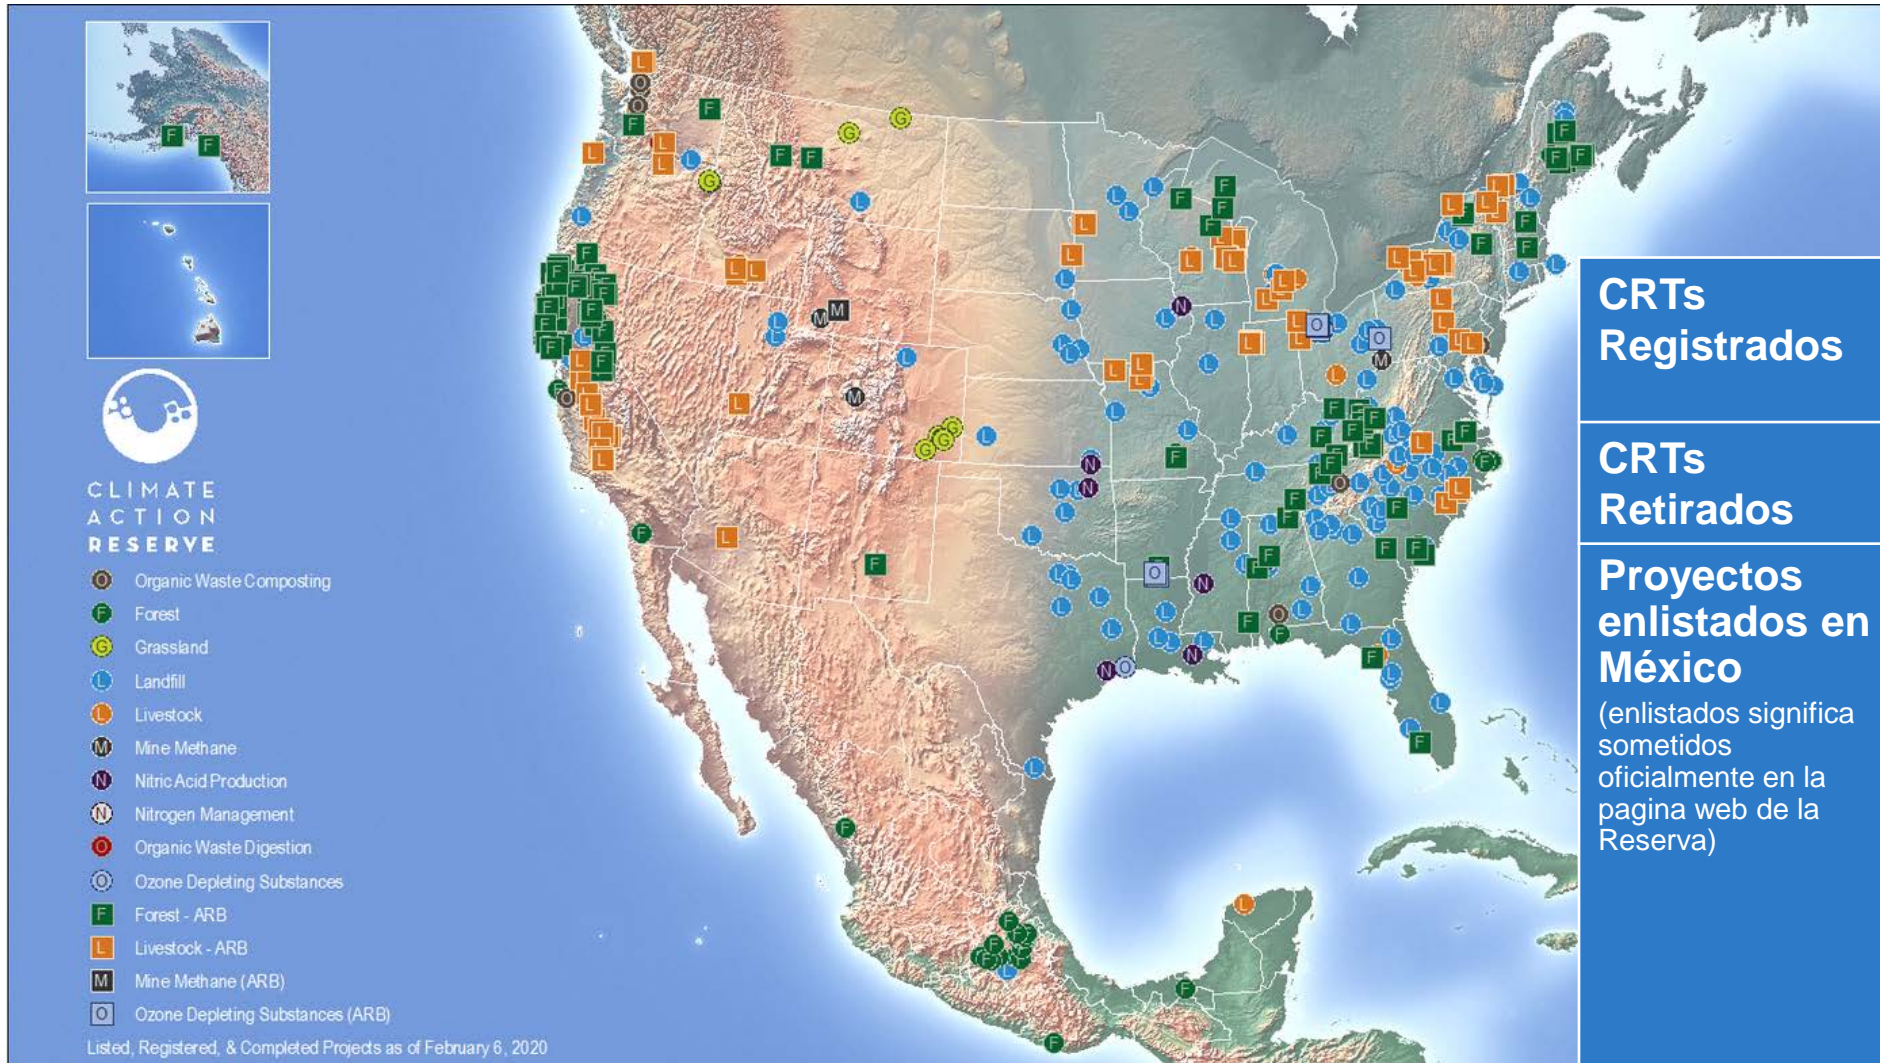 CLIMATE
ACTION
RESERVE
O Organic Waste Composting
F Forest
G Grassland
L Landfill
L Livestock
M Mine Methane
N Nitric Acid Production
N Nitrogen Management
O Organic Waste Digestion
O Ozone Depleting Substances
F Forest - ARB
L Livestock - ARB
M Mine Methane (ARB)
O Ozone Depleting Substances (ARB)
Listed, Registered, & Completed Projects as of February 6, 2020
CRTs
Registrados
CRTs
Retirados
Proyectos
enlistados en
México
(enlistados significa
sometidos
oficialmente en la
pagina web de la
Reserva)